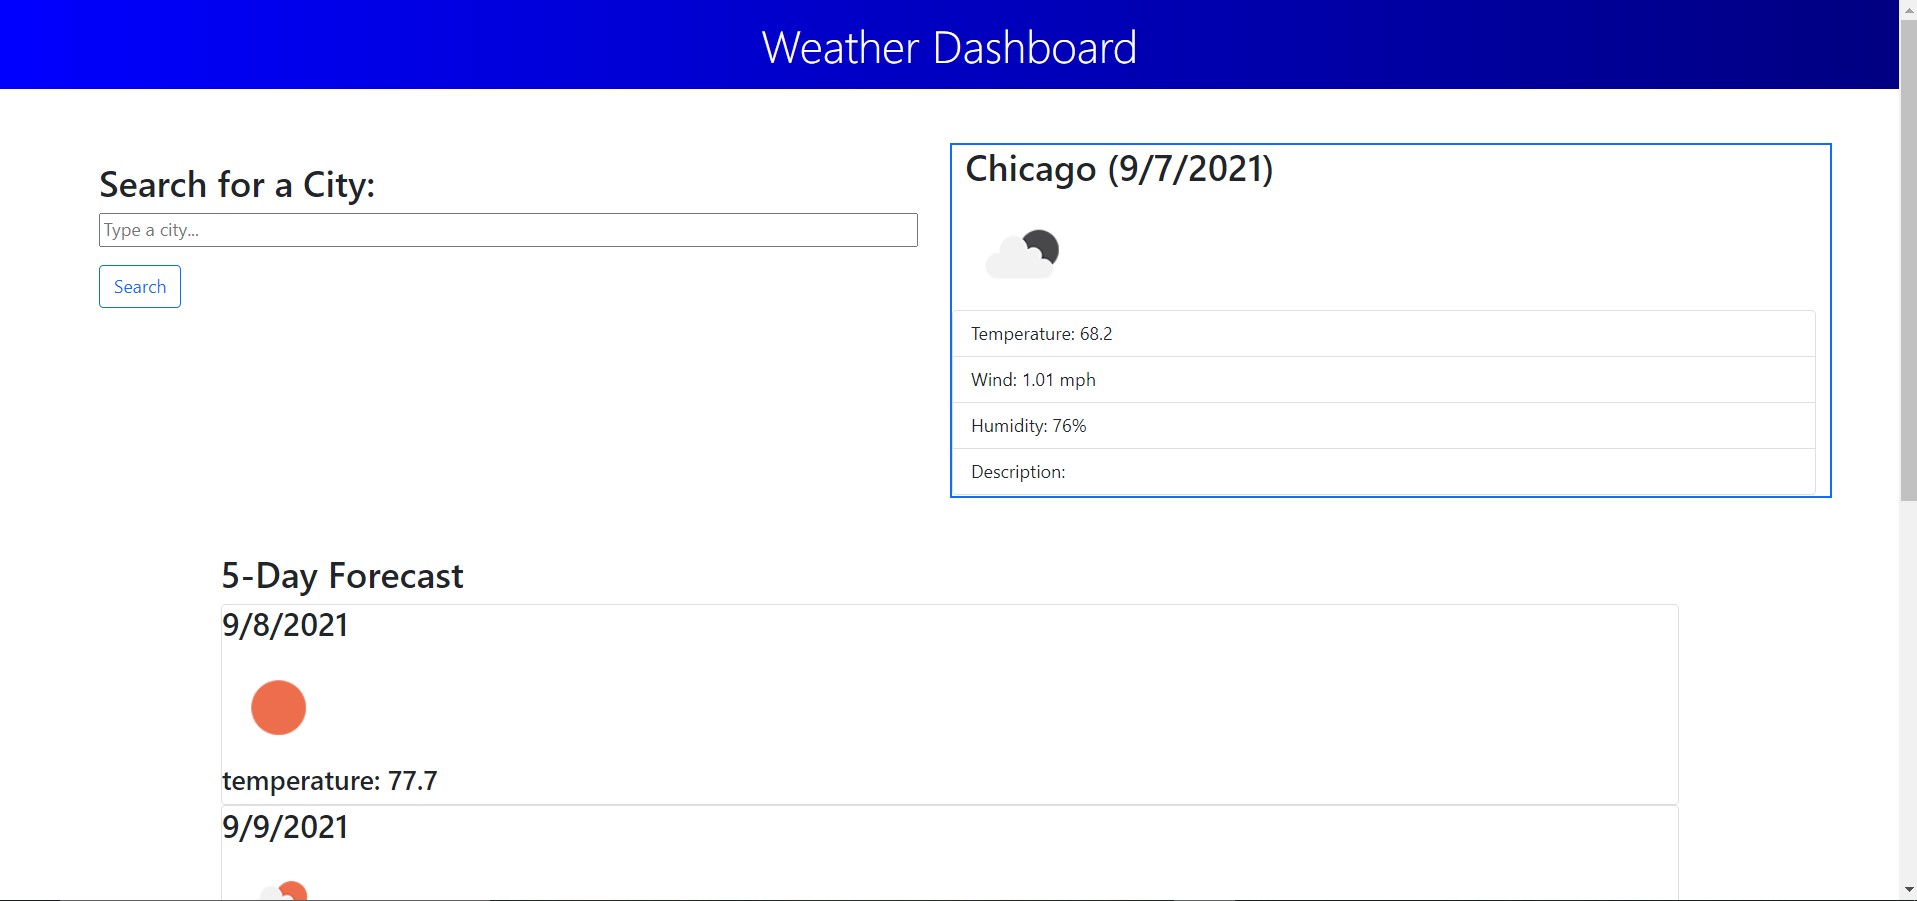 Weather Dashboard
Search for a City:
Type a city...
Search
Chicago (9/7/2021)
Temperature: 68.2
Wind: 1.01 mph
Humidity: 76%
Description:
5-Day Forecast
9/8/2021
temperature: 77.7
9/9/2021